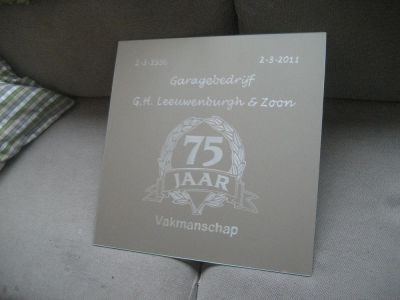 2-3-1936 2-3-2011
Garagebedrijf
G.H. Leeuwenburgh & Zoon
75
JAAR
Vakmanschap